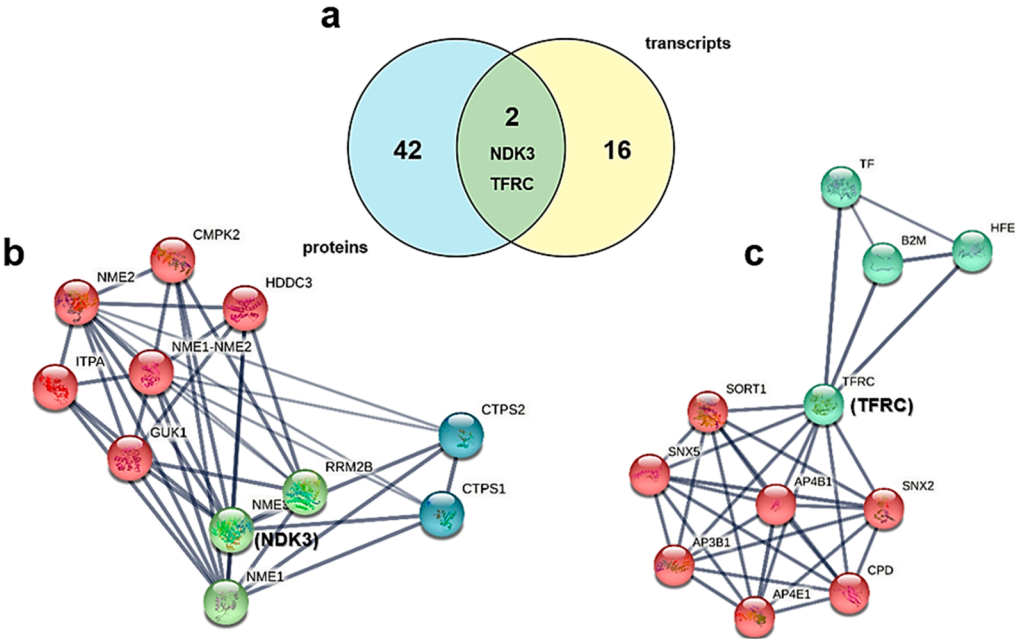 a
transcripts
2
42
NDK3
16
TFRC
proteins
b
CMPK2
NME2
HDDC3
NME1-NME2
ITPA
GUK1
CTPS2
RRM2B
CTPS1
NME3
(NDK3)
NME1
c
TF
HFE
B2M
TFRC
(TFRC)
SORT1
SNX5
AP4B1
SNX2
AP3B1
CPD
AP4E1